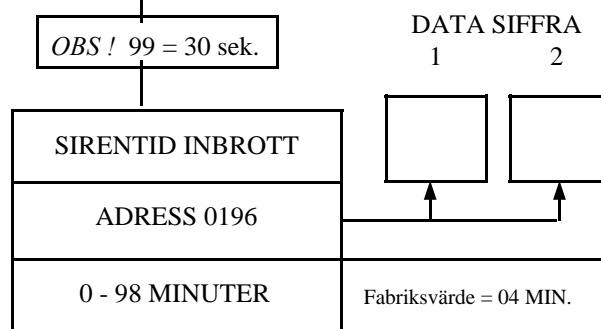 OBS ! 99 = 30 sek.
DATA SIFFRA
1 2
SIRENTID INBROTT
ADRESS 0196
0 - 98 MINUTER
Fabriksvärde = 04 MIN.